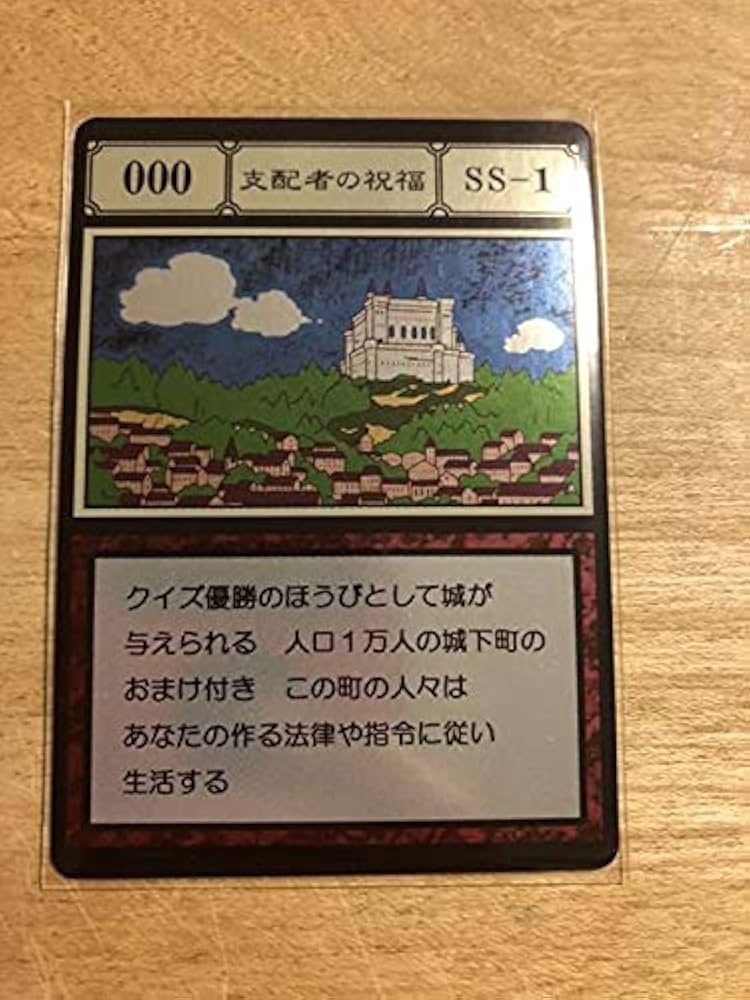 000 支配者の祝福 SS-1
クイズ優勝のほうびとして城が
与えられる　人口1万人の城下町の
おまけ付き　この町の人々は
あなたの作る法律や指令に従い
生活する